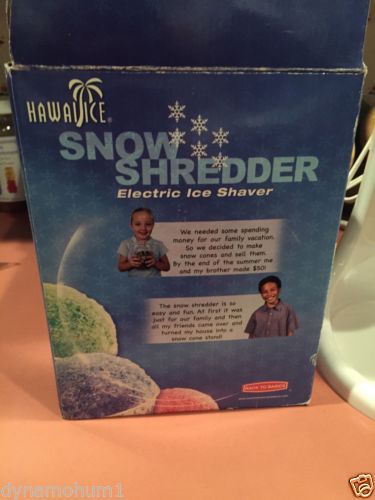 HAWAIIICE®
SNOW
SHREDDER
Electric Ice Shaver
We needed some spending
money for our family vacation.
So we decided to make
snow cones and sell them.
By the end of the summer me
and my brother made $50!
The snow shredder is so
easy and fun. At first it was
just for our family and then
all my friends came over and
turned my house into a
snow cone stand!
BACK TO BASICS
dynamohum1